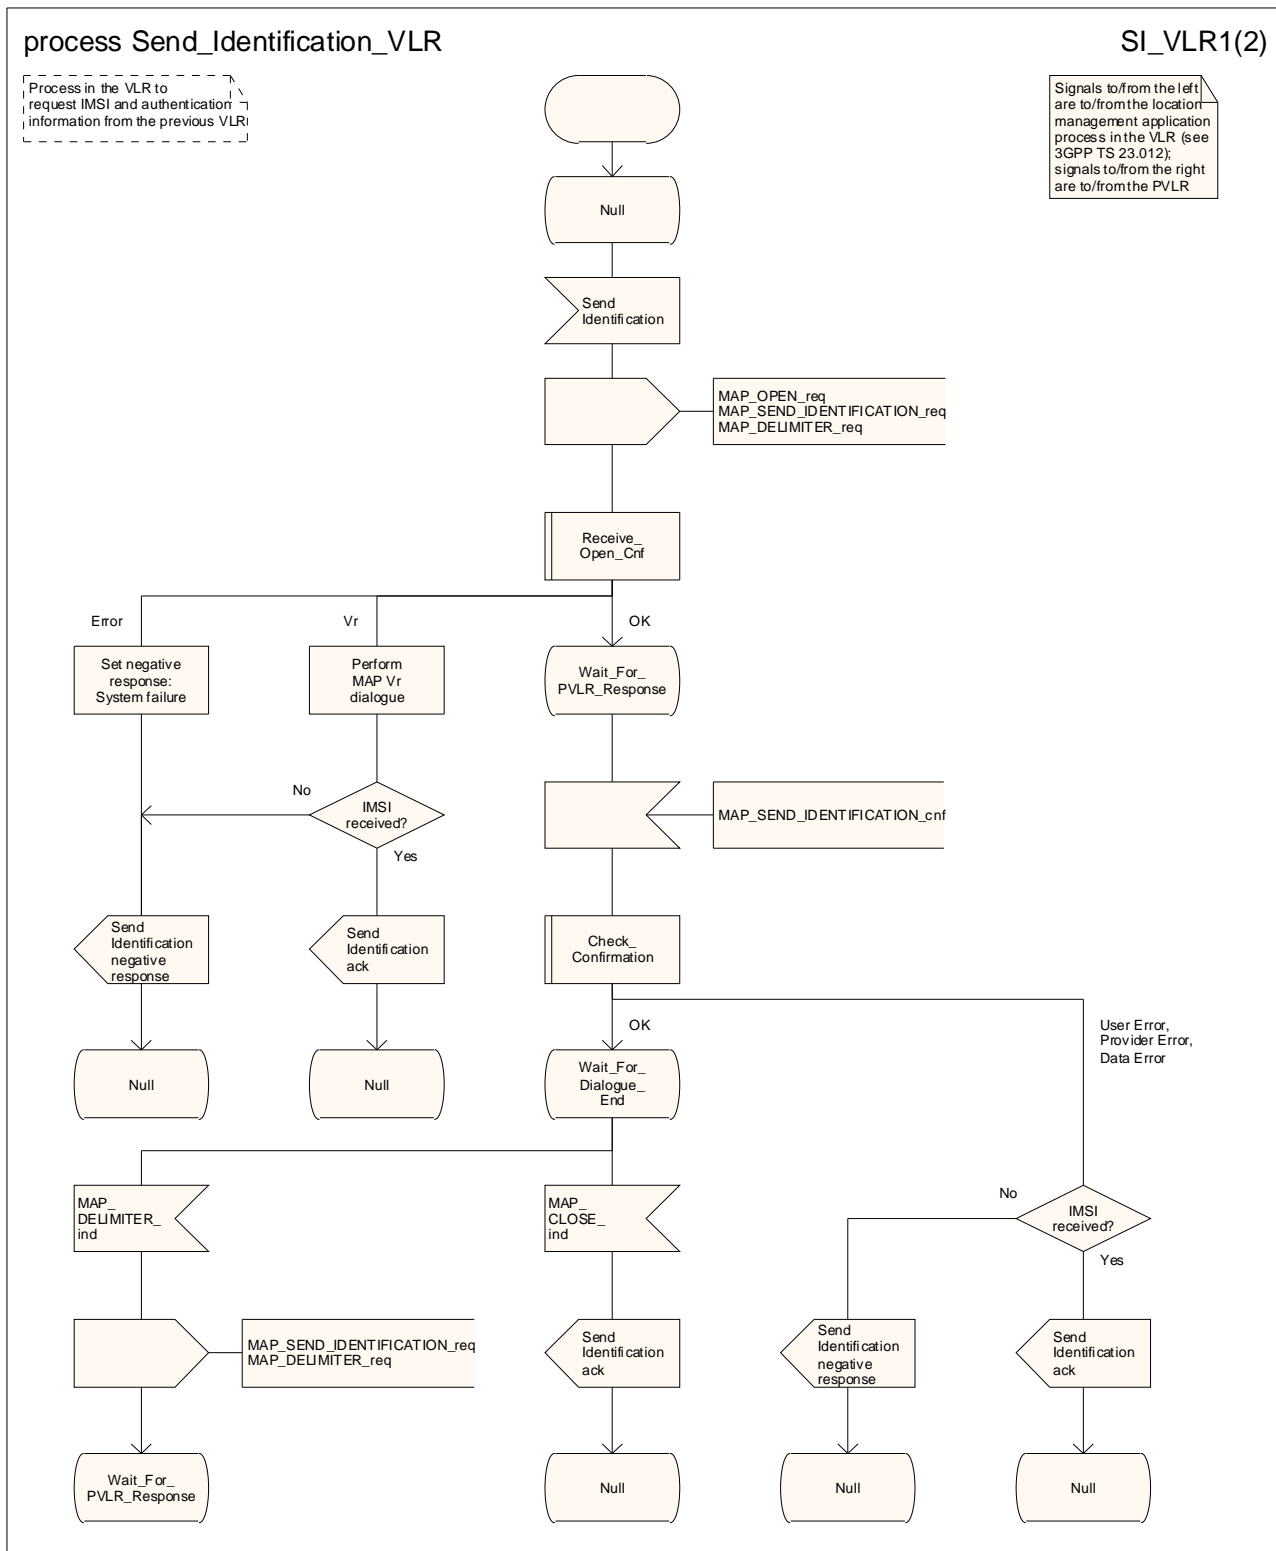 process Send_Identification_VLR
SI_VLR1(2)
Process in the VLR to
request IMSI and authentication
information from the previous VLR
Signals to/from the left
are to/from the location
management application
process in the VLR (see
3GPP TS 23.012);
signals to/from the right
are to/from the PVLR
Null
Send
Identification
MAP_OPEN_req
MAP_SEND_IDENTIFICATION_req
MAP_DELIMITER_req
Receive_
Open_Cnf
Error
Vr
OK
Set negative
response:
System failure
Perform
MAP Vr
dialogue
Wait_For_
PVLR_Response
No
IMSI
received?
Yes
MAP_SEND_IDENTIFICATION_cnf
Send
Identification
negative
response
Send
Identification
ack
Check_
Confirmation
OK
User Error,
Provider Error,
Data Error
Null
Null
Wait_For_
Dialogue_
End
MAP_
DELIMITER_
ind
MAP_
CLOSE_
ind
No
IMSI
received?
Yes
MAP_SEND_IDENTIFICATION_req
MAP_DELIMITER_req
Send
Identification
ack
Send
Identification
negative
response
Send
Identification
ack
Wait_For_
PVLR_Response
Null
Null
Null